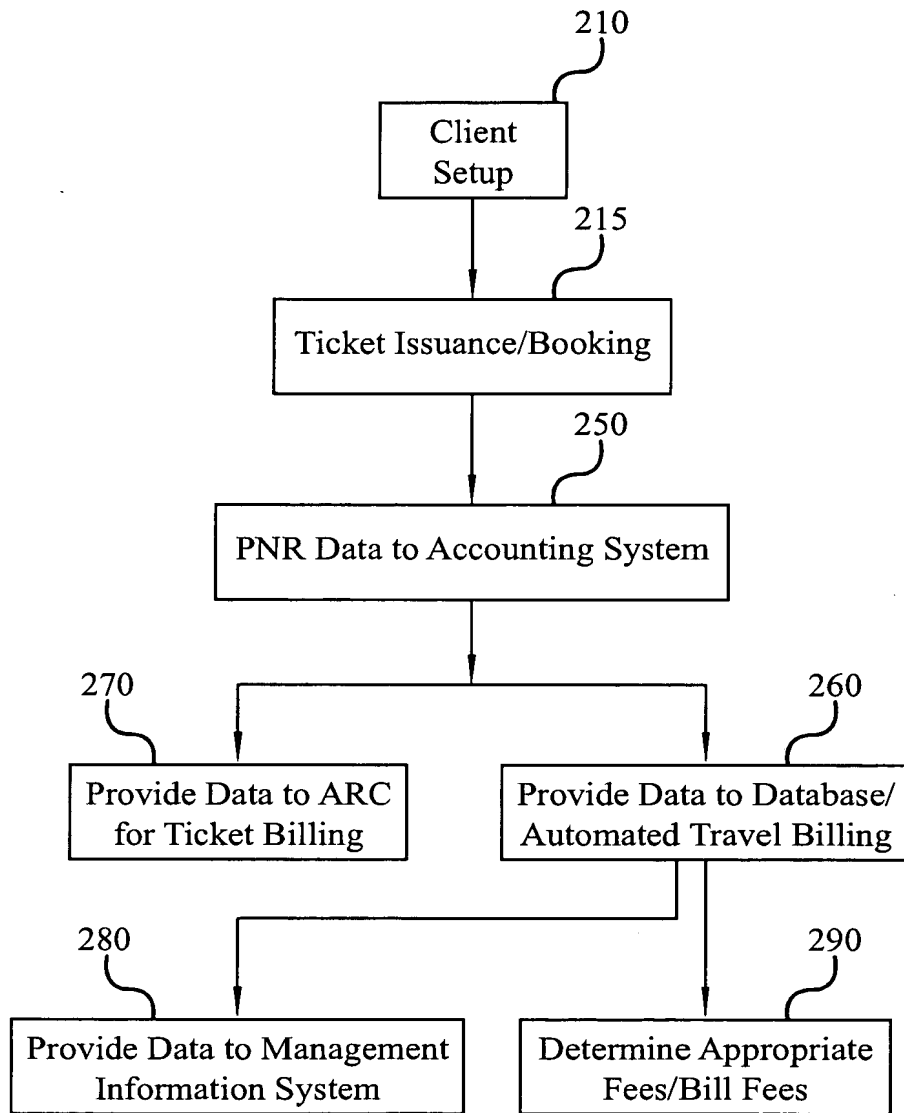 210
Client
Setup
215
Ticket Issuance/Booking
250
PNR Data to Accounting System
270
260
Provide Data to ARC
for Ticket Billing
Provide Data to Database/
Automated Travel Billing
280
290
Provide Data to Management
Information System
Determine Appropriate
Fees/Bill Fees